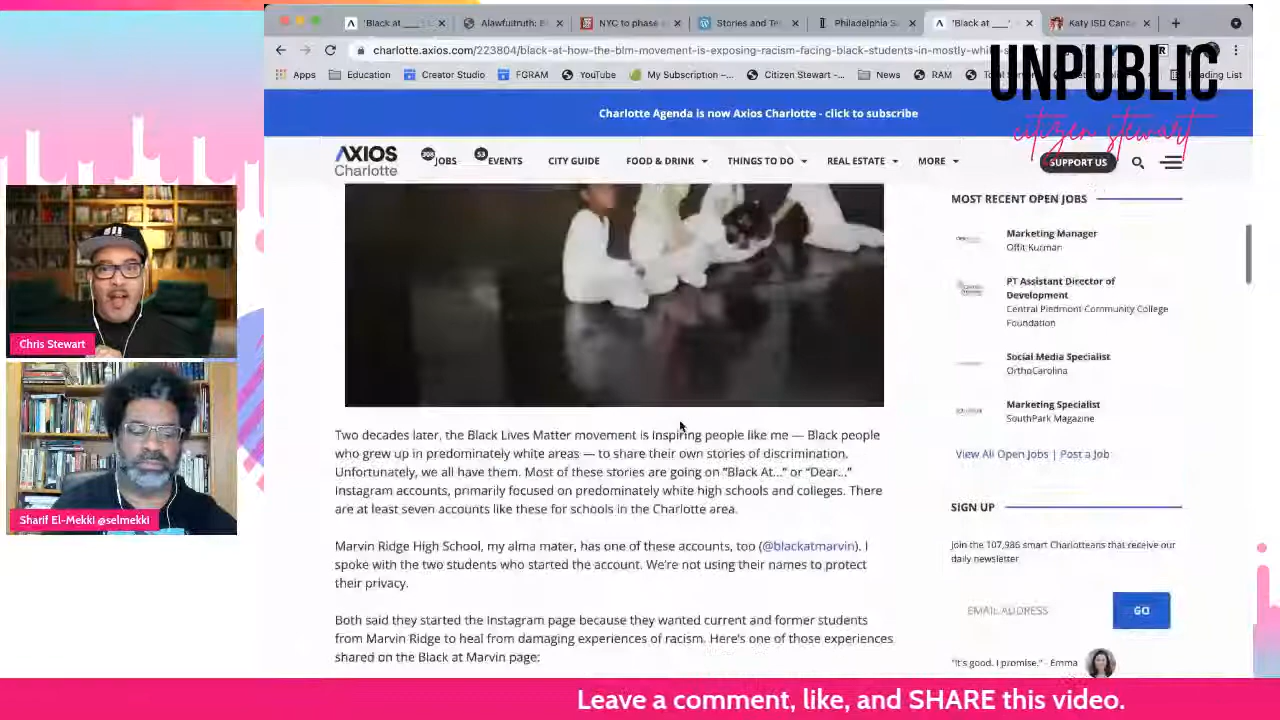 'Black at ___'
Alawfultruth: B
NYC to phase
Stories and Te
Philadelphia S
'Black at ___'
Katy ISD Canc
charlotte.axios.com/223804/black-at-how-the-blm-movement-is-exposing-racism-facing-black-students-in-mostly-whi
Apps
Education
Creator Studio
FGRAM
YouTube
My Subscription –...
Citizen Stewart –...
News
RAM
Reading List
UNPUBLIC
citizen stewart
Charlotte Agenda is now Axios Charlotte - click to subscribe
AXIOS
Charlotte
308 JOBS
53 EVENTS
CITY GUIDE
FOOD & DRINK
THINGS TO DO
REAL ESTATE
MORE
SUPPORT US
MOST RECENT OPEN JOBS
Marketing Manager
Offit Kurman
PT Assistant Director of
Development
Central Piedmont Community College
Foundation
Social Media Specialist
OrthoCarolina
Marketing Specialist
SouthPark Magazine
View All Open Jobs | Post a Job
SIGN UP
Join the 107,986 smart Charlotteans that receive our
daily newsletter
EMAIL ADDRESS
GO
"It's good. I promise." - Emma
Two decades later, the Black Lives Matter movement is inspiring people like me — Black people
who grew up in predominately white areas — to share their own stories of discrimination.
Unfortunately, we all have them. Most of these stories are going on "Black At..." or "Dear..."
Instagram accounts, primarily focused on predominately white high schools and colleges. There
are at least seven accounts like these for schools in the Charlotte area.
Marvin Ridge High School, my alma mater, has one of these accounts, too (@blackatmarvin). I
spoke with the two students who started the account. We're not using their names to protect
their privacy.
Both said they started the Instagram page because they wanted current and former students
from Marvin Ridge to heal from damaging experiences of racism. Here's one of those experiences
shared on the Black at Marvin page:
Chris Stewart
Sharif El-Mekki @selmekki
Leave a comment, like, and SHARE this video.